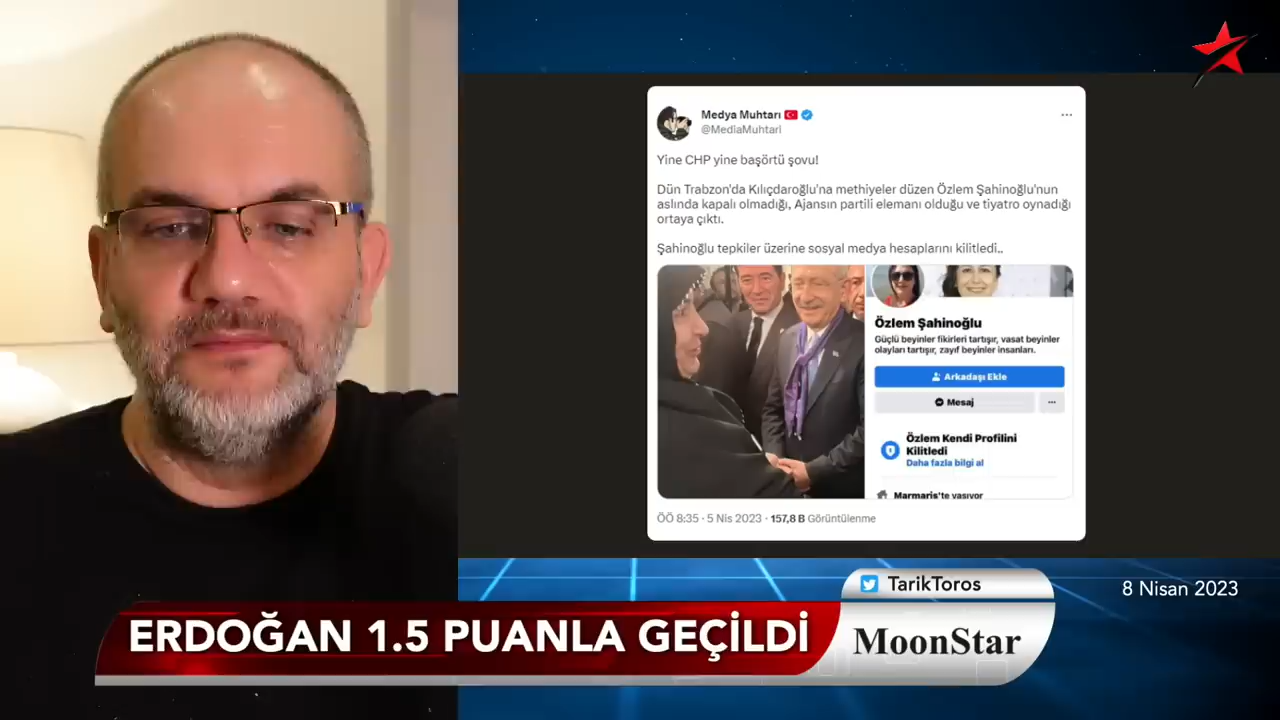 Medya Muhtarı
@MediaMuhtari
Yine CHP yine başörtü şovu!
Dün Trabzon'da Kılıçdaroğlu'na methiyeler düzen Özlem Şahinoğlu'nun
aslında kapalı olmadığı, Ajansın partili elemanı olduğu ve tiyatro oynadığı
ortaya çıktı.
Şahinoğlu tepkiler üzerine sosyal medya hesaplarını kilitledi..
Özlem Şahinoğlu
Güçlü beyinler fikirleri tartışır, vasat beyinler
olayları tartışır, zayıf beyinler insanları.
Arkadaşı Ekle
Mesaj
Özlem Kendi Profilini
Kilitledi
Daha fazla bilgi al
Marmaris'te yaşıyor
ÖÖ 8:35 · 5 Nis 2023 · 157,8 B Görüntülenme
TarikToros
8 Nisan 2023
ERDOĞAN 1.5 PUANLA GEÇİLDİ
MoonStar